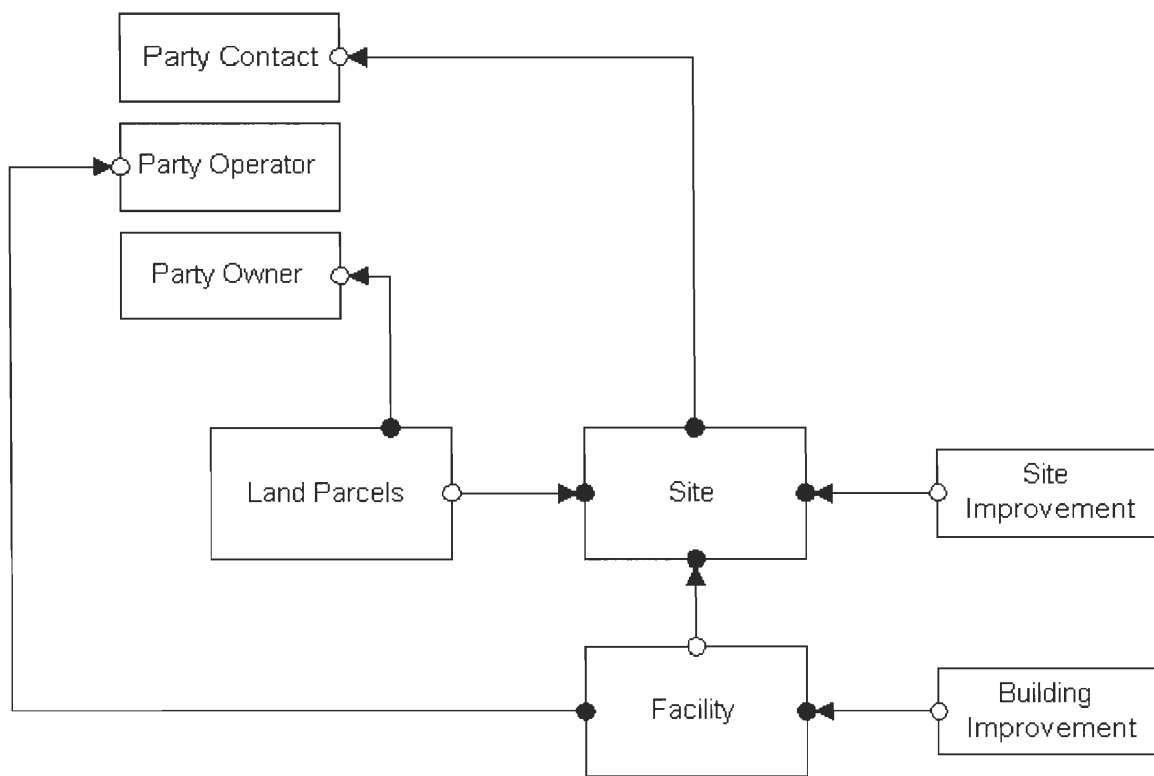 Party Contact
Party Operator
Party Owner
Land Parcels
Site
Site
Improvement
Facility
Building
Improvement